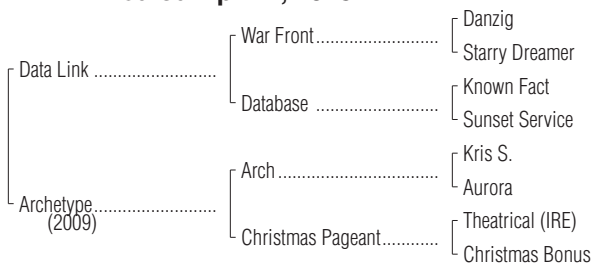 Danzig
War Front
Starry Dreamer
Data Link
Known Fact
Database
Sunset Service
Kris S.
Arch
Aurora
Archetype
(2009)
Theatrical (IRE)
Christmas Pageant
Christmas Bonus